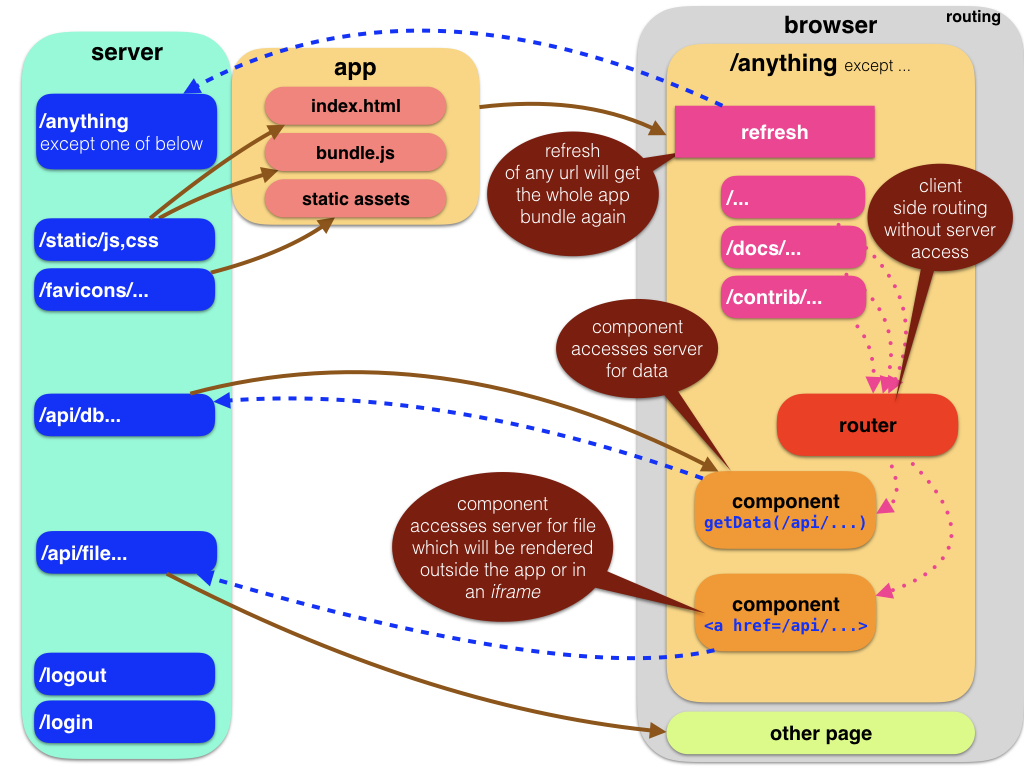 routing
server
/anything
except one of below
/static/js,css
/favicons/...
/api/db...
/api/file...
/logout
/login
app
index.html
bundle.js
static assets
browser
/anything except ...
refresh
refresh
of any url will get
the whole app
bundle again
/...
/docs/...
/contrib/...
client
side routing
without server
access
component
accesses server
for data
router
component
getData(/api/...)
component
accesses server for file
which will be rendered
outside the app or in
an iframe
component
<a href=/api/...>
other page